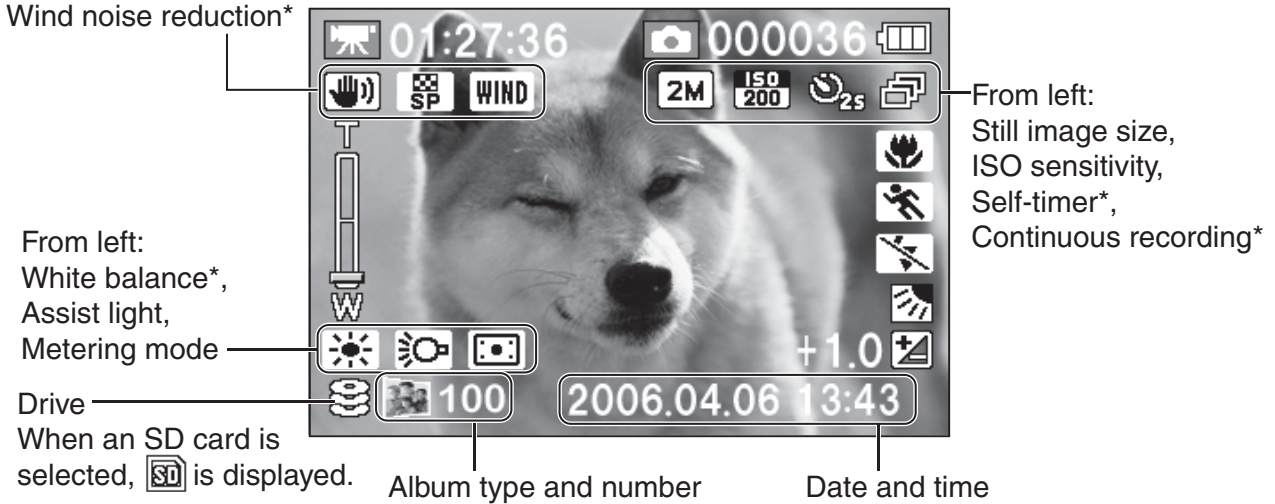 Wind noise reduction*
01:27:36
000036
SP
WIND
2M
ISO
200
2s
From left:
Still image size,
ISO sensitivity,
Self-timer*,
Continuous recording*
T
W
From left:
White balance*,
Assist light,
Metering mode
+1.0
Drive
When an SD card is
selected, SD is displayed.
100
2006.04.06 13:43
Album type and number
Date and time